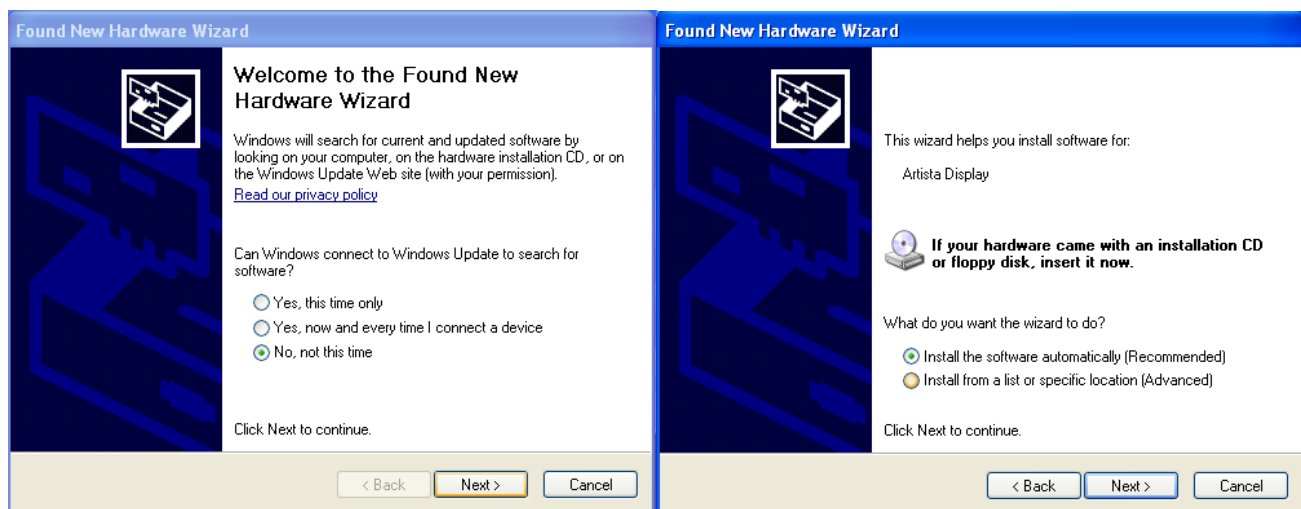 Found New Hardware Wizard
Welcome to the Found New
Hardware Wizard
Windows will search for current and updated software by
looking on your computer, on the hardware installation CD, or on
the Windows Update Web site (with your permission).
Read our privacy policy
Can Windows connect to Windows Update to search for
software?
Yes, this time only
Yes, now and every time I connect a device
No, not this time
Click Next to continue.
< Back
Next >
Cancel
Found New Hardware Wizard
This wizard helps you install software for:
Artista Display
If your hardware came with an installation CD
or floppy disk, insert it now.
What do you want the wizard to do?
Install the software automatically (Recommended)
Install from a list or specific location (Advanced)
Click Next to continue.
< Back
Next >
Cancel